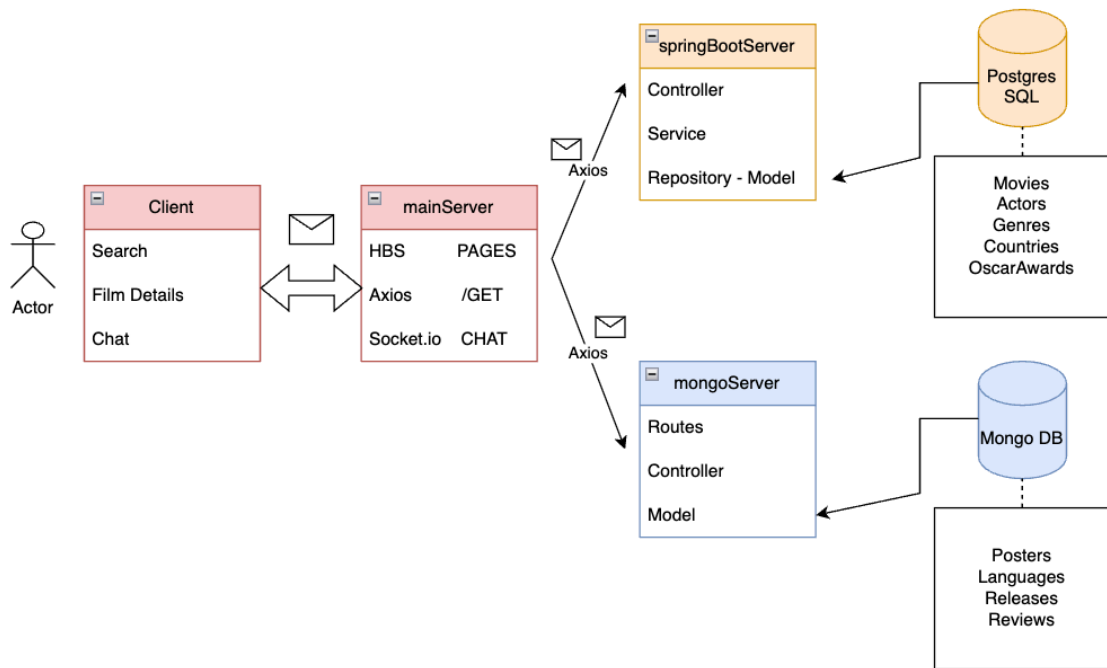 Actor
Client
Search
Film Details
Chat
mainServer
HBS PAGES
Axios /GET
Socket.io CHAT
Axios
Axios
springBootServer
Controller
Service
Repository - Model
Postgres
SQL
Movies
Actors
Genres
Countries
OscarAwards
mongoServer
Routes
Controller
Model
Mongo DB
Posters
Languages
Releases
Reviews